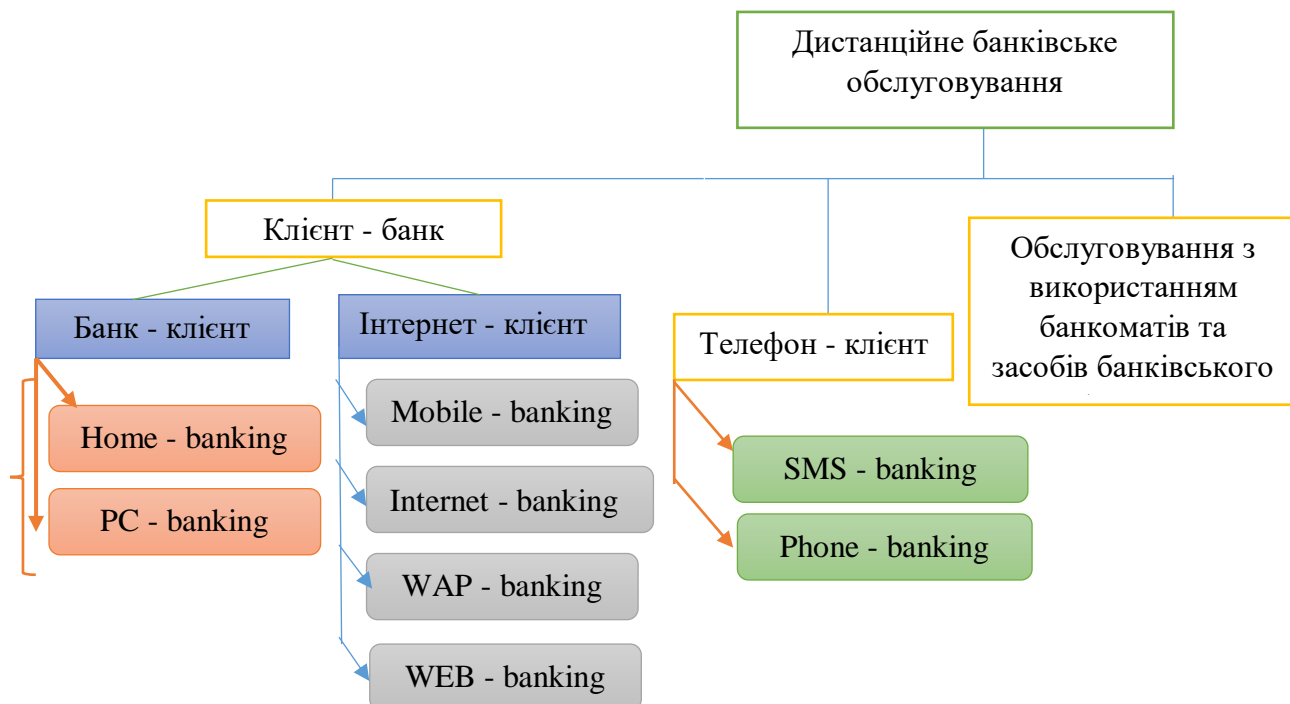 Дистанційне банківське
обслуговування
Клієнт - банк
Обслуговування з
використанням
банкоматів та
засобів банківського
Банк - клієнт
Інтернет - клієнт
Телефон - клієнт
Home - banking
PC - banking
Mobile - banking
Internet - banking
WAP - banking
WEB - banking
SMS - banking
Phone - banking